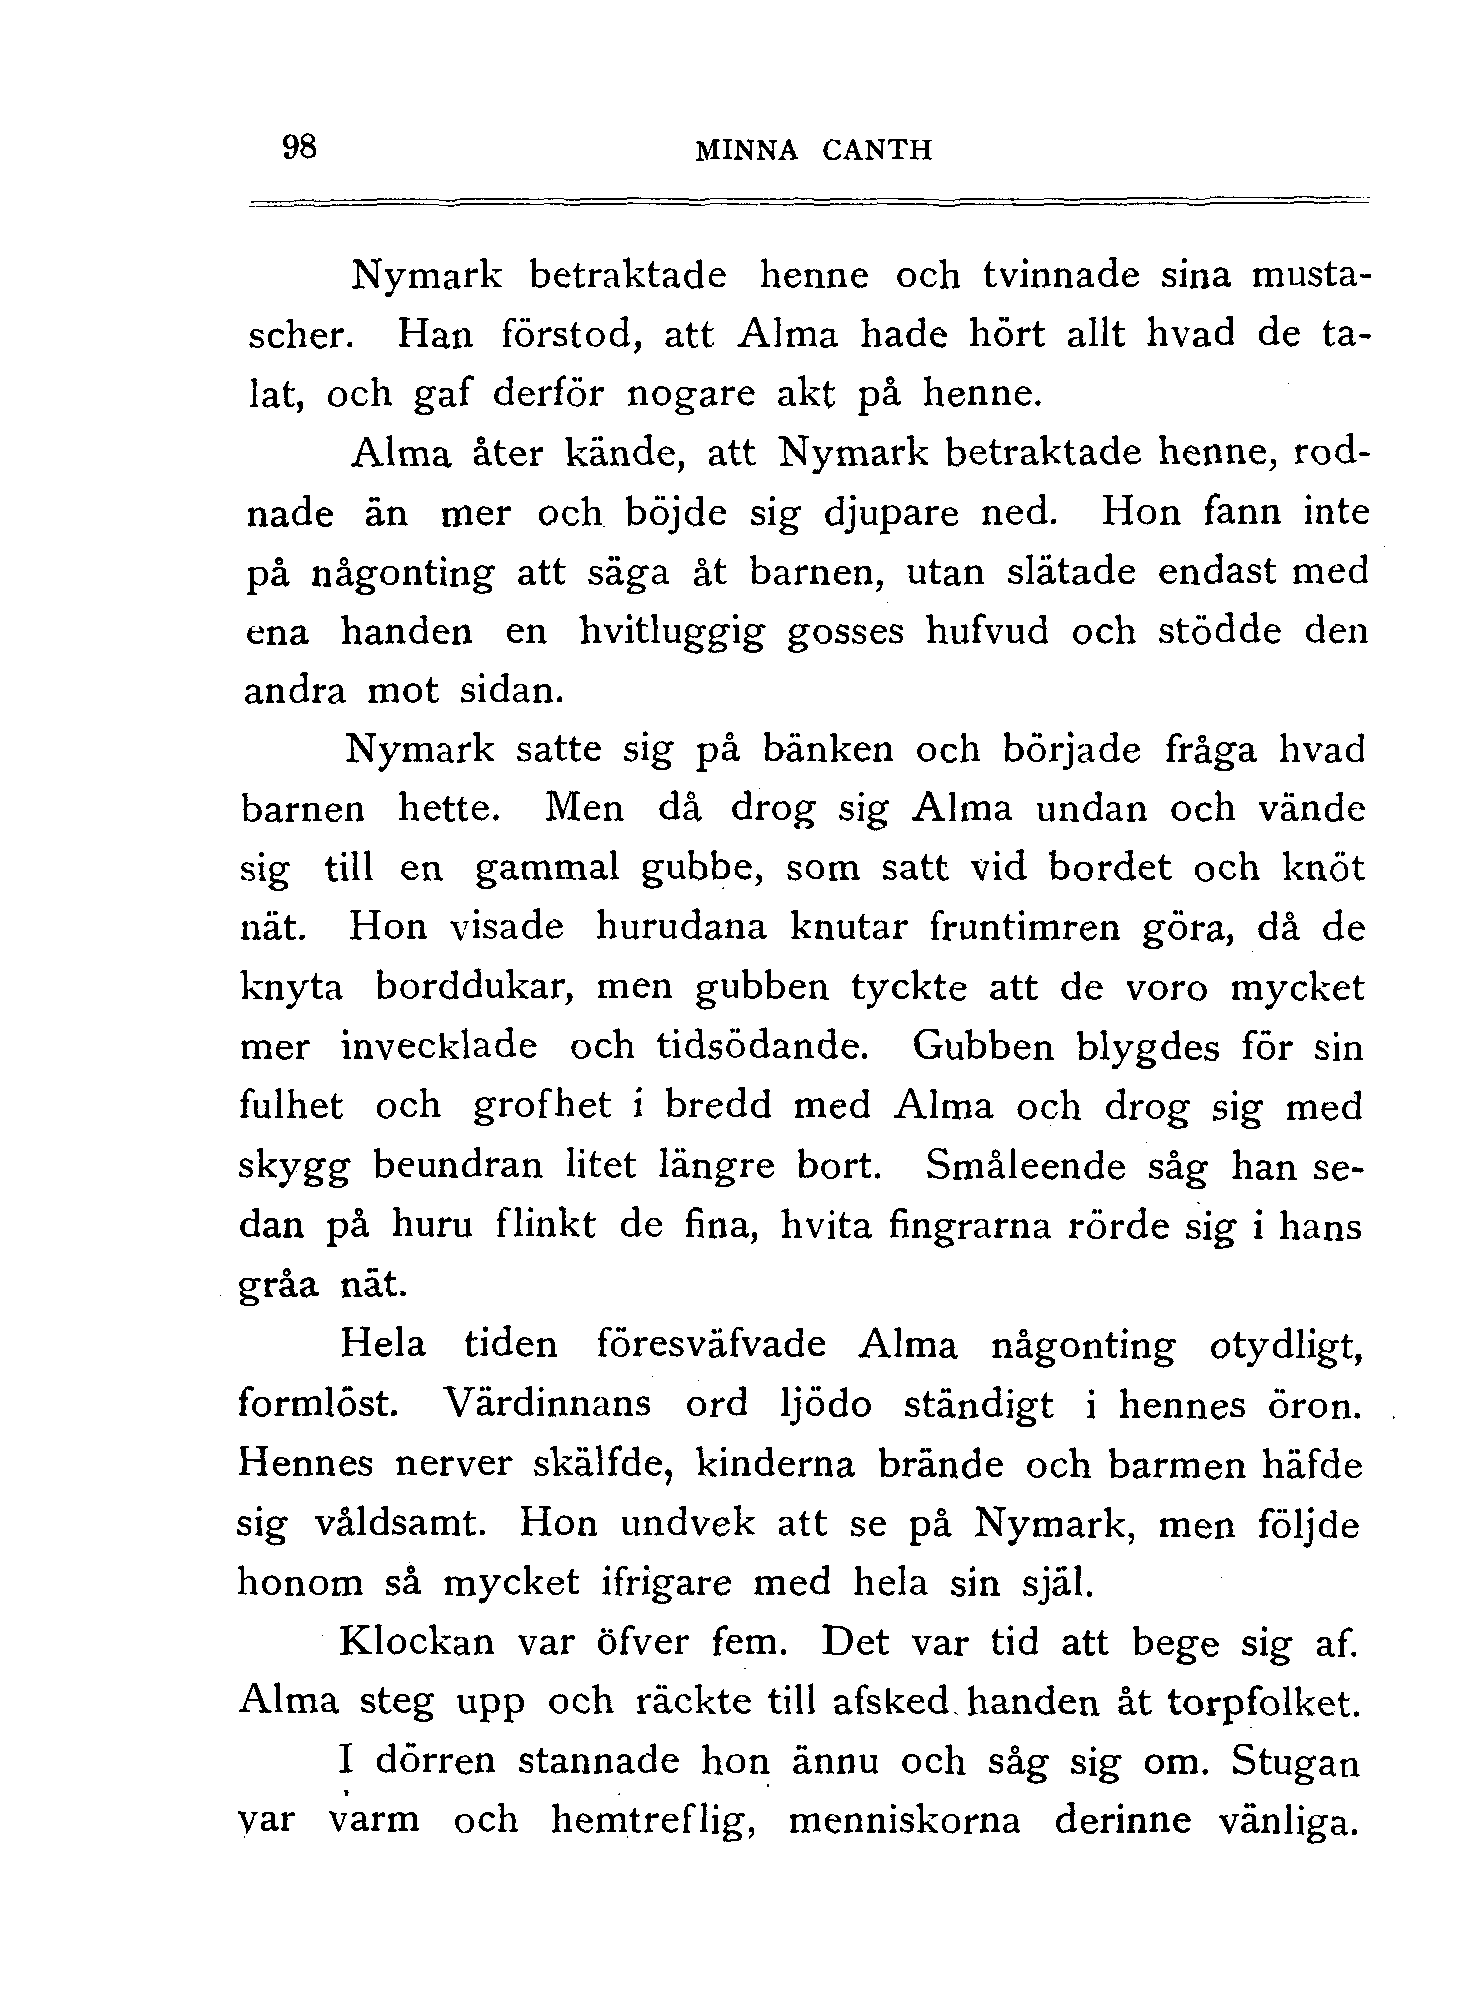 98 MINNA CANTH
Nymark betraktade henne och tvinnade sina musta-
scher. Han förstod, att Alma hade hört allt hvad de ta-
lat, och gaf derför nogare akt på henne.
Alma åter kände, att Nymark betraktade henne, rod-
nade än mer och böjde sig djupare ned. Hon fann inte
på någonting att säga åt barnen, utan slätade endast med
ena handen en hvitluggig gosses hufvud och stödde den
andra mot sidan.
Nymark satte sig på bänken och började fråga hvad
barnen hette. Men då drog sig Alma undan och vände
sig till en gammal gubbe, som satt vid bordet och knöt
nät. Hon visade hurudana knutar fruntimren göra, då de
knyta borddukar, men gubben tyckte att de voro mycket
mer invecklade och tidsödande. Gubben blygdes för sin
fulhet och grofhet i bredd med Alma och drog sig med
skygg beundran litet längre bort. Småleende såg han se-
dan på huru flinkt de fina, hvita fingrarna rörde sig i hans
gråa nät.
Hela tiden föresväfvade Alma någonting otydligt,
formlöst. Värdinnans ord ljödo ständigt i hennes öron.
Hennes nerver skälfde, kinderna brände och barmen häfde
sig våldsamt. Hon undvek att se på Nymark, men följde
honom så mycket ifrigare med hela sin själ.
Klockan var öfver fem. Det var tid att bege sig af.
Alma steg upp och räckte till afsked handen åt torpfolket.
I dörren stannade hon ännu och såg sig om. Stugan
var varm och hemtreflig, menniskorna derinne vänliga.